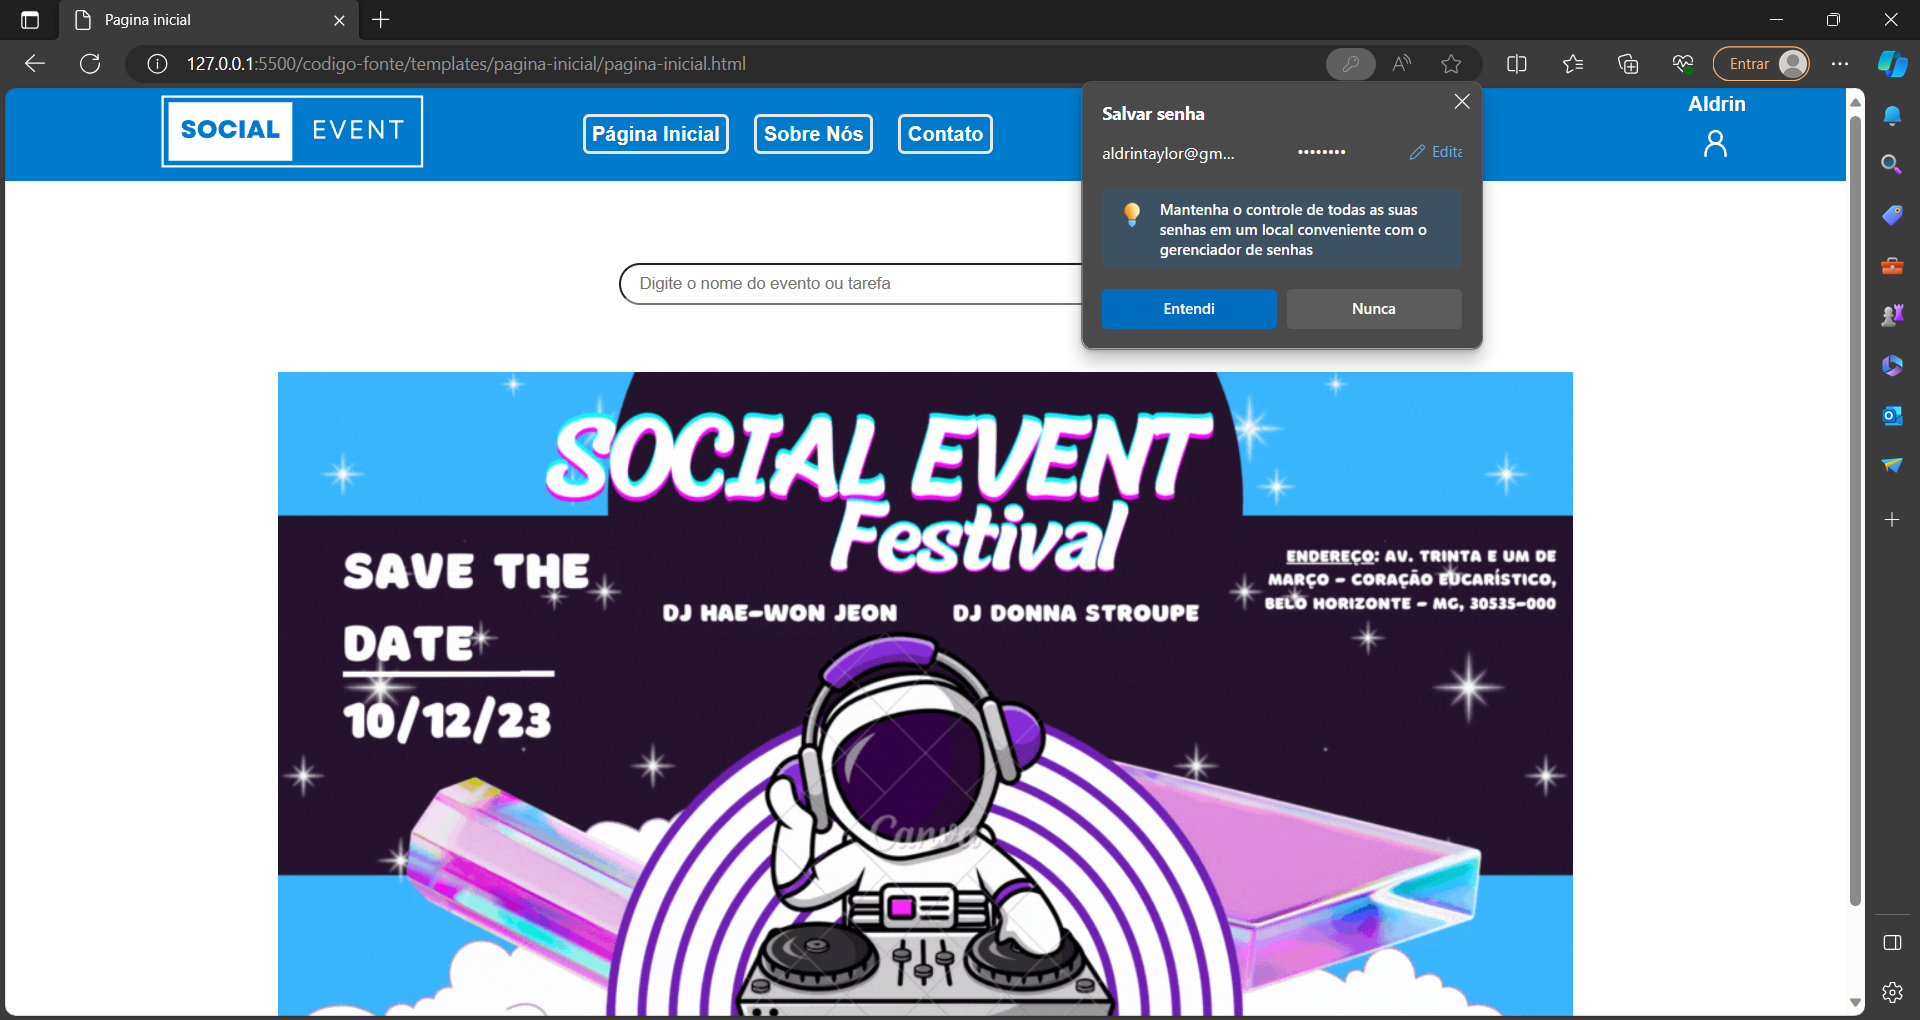 Pagina inicial
127.0.0.1:5500/codigo-fonte/templates/pagina-inicial/pagina-inicial.html
Entrar
SOCIAL EVENT
Página Inicial
Sobre Nós
Contato
Aldrin
Salvar senha
aldrintaylor@gm... •••••••• Edita
Mantenha o controle de todas as suas
senhas em um local conveniente com o
gerenciador de senhas
Entendi
Nunca
Digite o nome do evento ou tarefa
SOCIAL EVENT
Festival
SAVE THE
DATE
10/12/23
DJ HAE-WON JEON
DJ DONNA STROUPE
ENDEREÇO: AV. TRINTA E UM DE
MARÇO - CORAÇÃO EUCARÍSTICO,
BELO HORIZONTE - MG, 30535-000
Canva